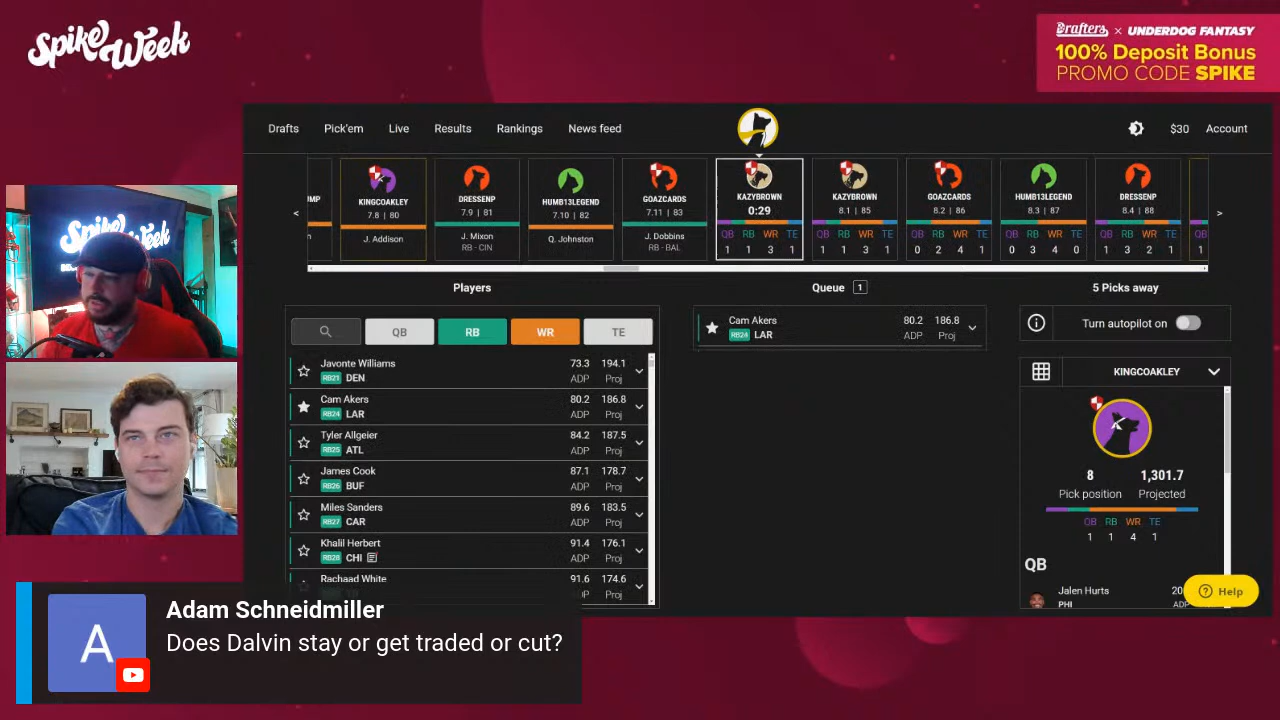 Spike Week
Drafters × UNDERDOG FANTASY
100% Deposit Bonus
PROMO CODE SPIKE
Drafts Pick'em Live Results Rankings News feed
$30 Account
KINGCOAKLEY
7.8 | 80
J. Addison
DRESSENP
7.9 | 81
J. Mixon
RB - CIN
HUMB13LEGEND
7.10 | 82
Q. Johnston
GOAZCARDS
7.11 | 83
J. Dobbins
RB - BAL
KAZYBROWN
0:29
QB RB WR TE
1 1 3 1
KAZYBROWN
8.1 | 85
QB RB WR TE
1 1 3 1
GOAZCARDS
8.2 | 86
QB RB WR TE
0 2 4 1
HUMB13LEGEND
8.3 | 87
QB RB WR TE
0 3 4 0
DRESSENP
8.4 | 88
QB RB WR TE
1 3 2 1
Players
QB RB WR TE
Javonte Williams 73.3 194.1
RB21 DEN ADP Proj
Cam Akers 80.2 186.8
RB24 LAR ADP Proj
Tyler Allgeier 84.2 187.5
RB25 ATL ADP Proj
James Cook 87.1 178.7
RB26 BUF ADP Proj
Miles Sanders 89.6 183.5
RB27 CAR ADP Proj
Khalil Herbert 91.4 176.1
RB28 CHI ADP Proj
Rachaad White 91.6 174.6
Queue 1
Cam Akers 80.2 186.8
RB24 LAR ADP Proj
5 Picks away
Turn autopilot on
KINGCOAKLEY
8 1,301.7
Pick position Projected
QB RB WR TE
1 1 4 1
QB
Jalen Hurts
PHI
Help
A
Adam Schneidmiller
Does Dalvin stay or get traded or cut?